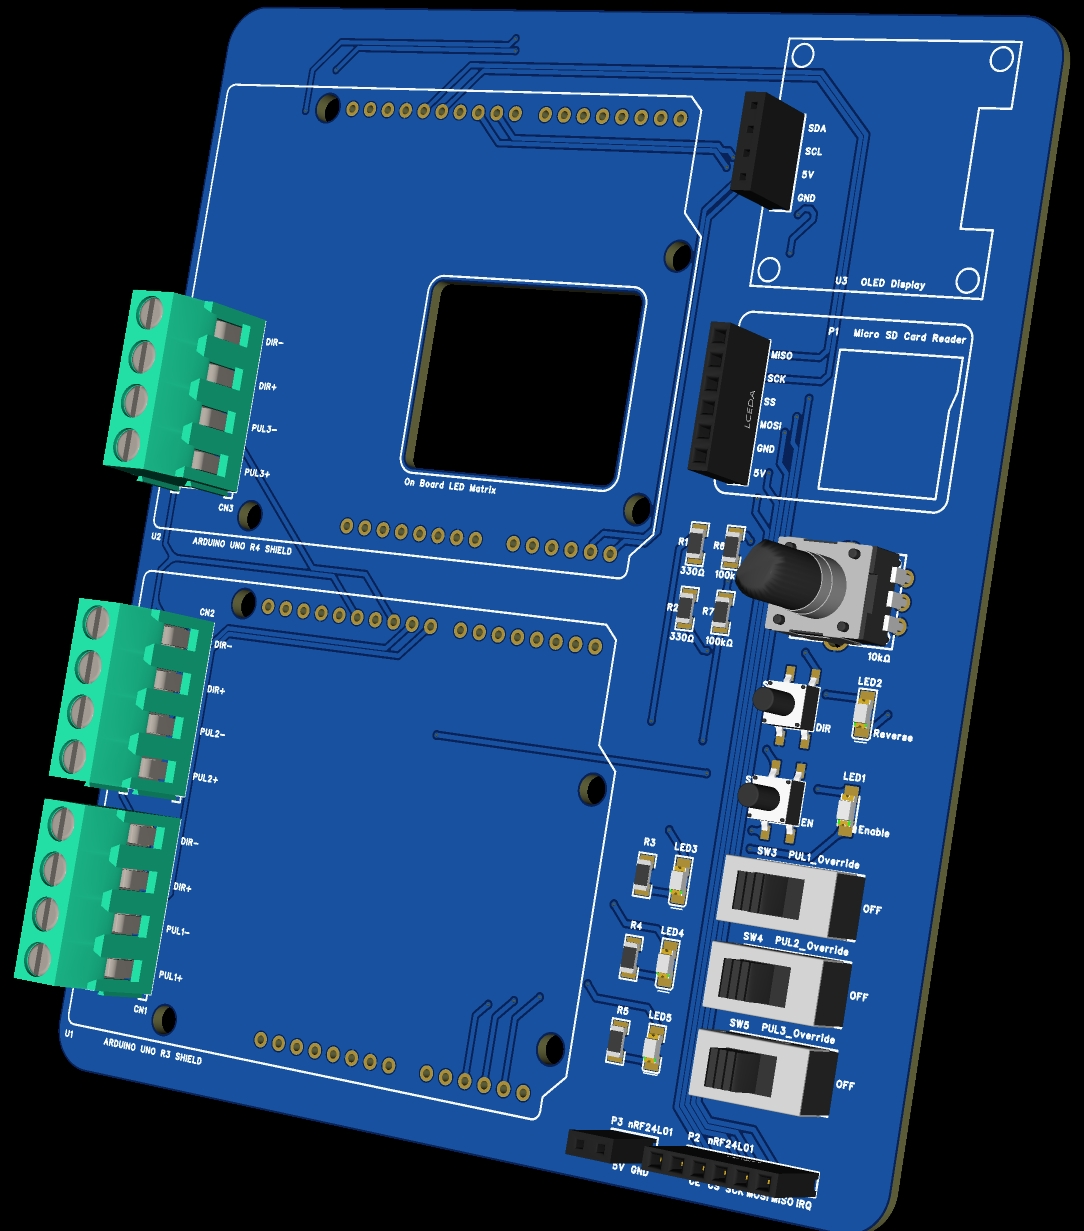 SDA
SCL
5V
GND
U3 OLED Display
P1 Micro SD Card Reader
MISO
SCK
SS
MOSI
GND
5V
LCEDA
DIR-
DIR+
PUL3-
PUL3+
CN3
On Board LED Matrix
U2 ARDUINO UNO R4 SHIELD
R1
330Ω
R6
R2
330Ω
R7
100kΩ
10kΩ
CN2
DIR-
DIR+
PUL2-
PUL2+
LED2
DIR
Reverse
LED1
EN
Enable
DIR-
DIR+
PUL1-
PUL1+
CN1
U1 ARDUINO UNO R3 SHIELD
R3 LED3
R4 LED4
R5 LED5
SW3 PUL1_Override
OFF
SW4 PUL2_Override
OFF
SW5 PUL3_Override
OFF
P3 nRF24L01
5V GND
P2 nRF24L01
SCK MOSI MISO IRQ